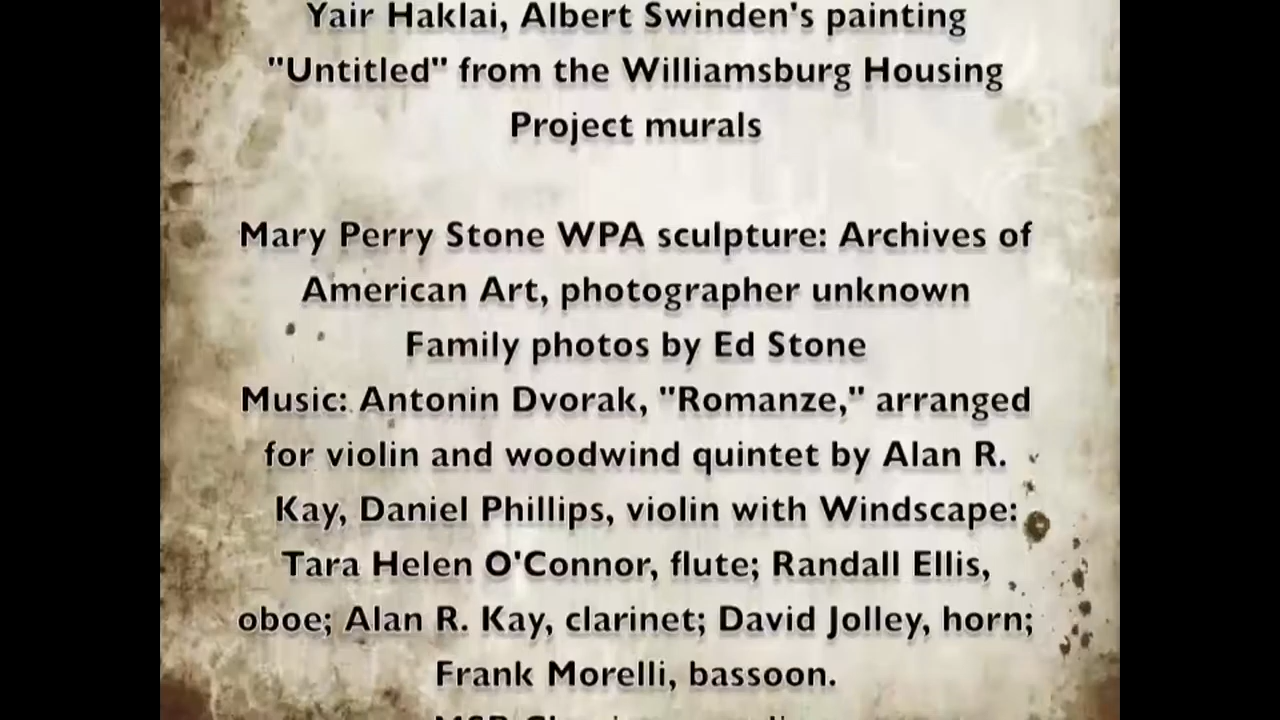 Yair Haklai, Albert Swinden's painting
"Untitled" from the Williamsburg Housing
Project murals
Mary Perry Stone WPA sculpture: Archives of
American Art, photographer unknown
Family photos by Ed Stone
Music: Antonin Dvorak, "Romanze," arranged
for violin and woodwind quintet by Alan R.
Kay, Daniel Phillips, violin with Windscape:
Tara Helen O'Connor, flute; Randall Ellis,
oboe; Alan R. Kay, clarinet; David Jolley, horn;
Frank Morelli, bassoon.